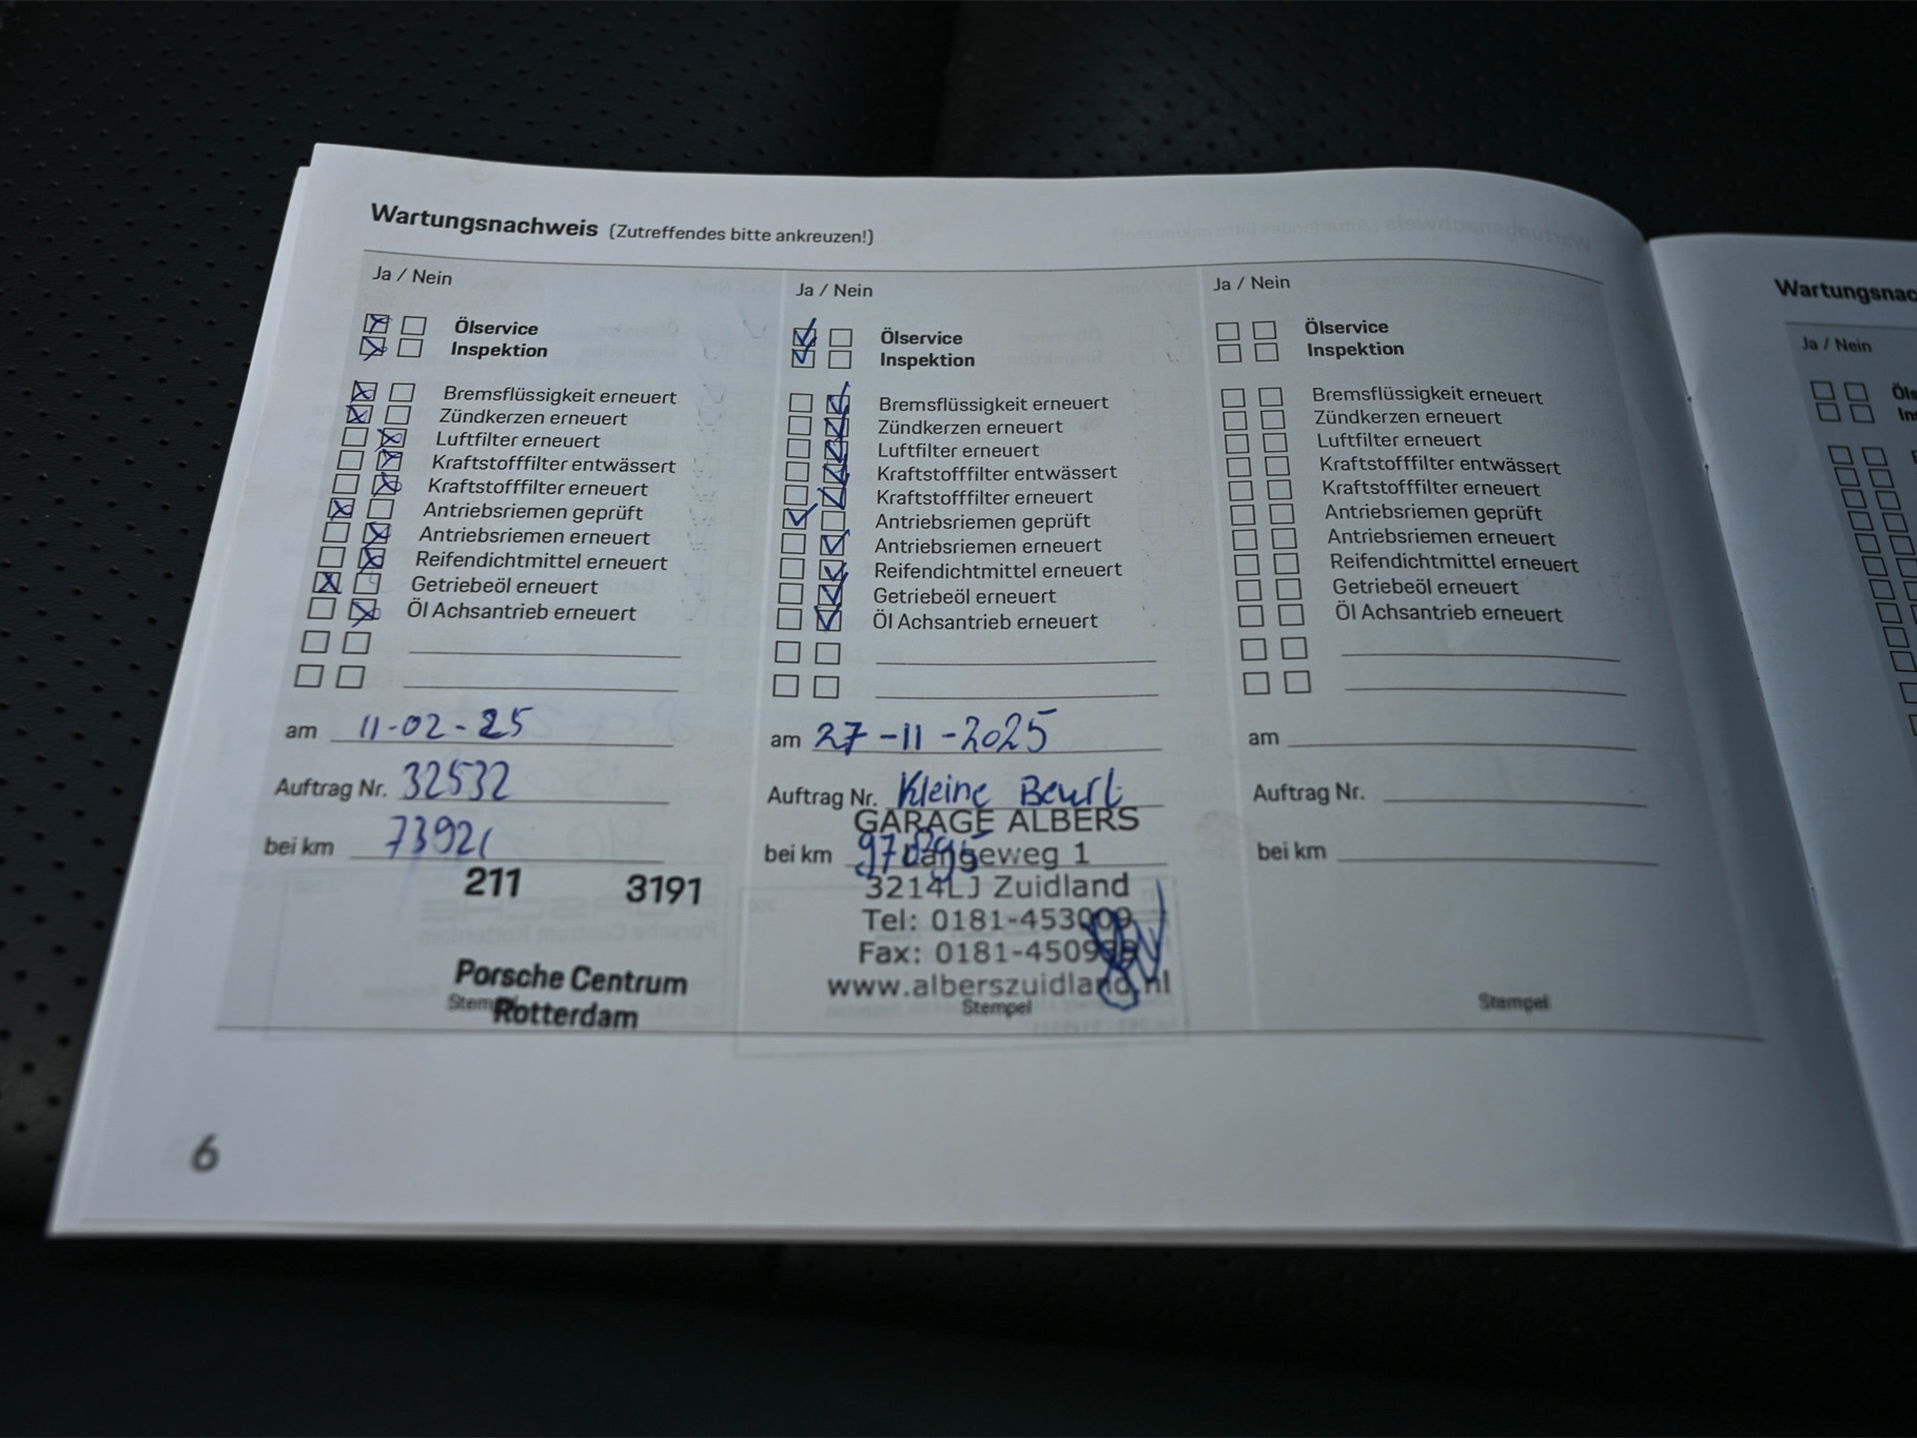 Wartungsnachweis (Zutreffendes bitte ankreuzen!)
Ja / Nein
Ölservice
Inspektion
Bremsflüssigkeit erneuert
Zündkerzen erneuert
Luftfilter erneuert
Kraftstofffilter entwässert
Kraftstofffilter erneuert
Antriebsriemen geprüft
Antriebsriemen erneuert
Reifendichtmittel erneuert
Getriebeöl erneuert
Öl Achsantrieb erneuert
am 11-02-25
Auftrag Nr. 32532
bei km 73921
211 3191
Porsche Centrum
Stempel
Rotterdam
Ja / Nein
Ölservice
Inspektion
Bremsflüssigkeit erneuert
Zündkerzen erneuert
Luftfilter erneuert
Kraftstofffilter entwässert
Kraftstofffilter erneuert
Antriebsriemen geprüft
Antriebsriemen erneuert
Reifendichtmittel erneuert
Getriebeöl erneuert
Öl Achsantrieb erneuert
am 27-11-2025
Auftrag Nr. Kleine Beurt
GARAGE ALBERS
bei km
Langeweg 1
3214LJ Zuidland
Tel: 0181-453009
Fax: 0181-450939
www.alberszuidland.nl
Stempel
Ja / Nein
Ölservice
Inspektion
Bremsflüssigkeit erneuert
Zündkerzen erneuert
Luftfilter erneuert
Kraftstofffilter entwässert
Kraftstofffilter erneuert
Antriebsriemen geprüft
Antriebsriemen erneuert
Reifendichtmittel erneuert
Getriebeöl erneuert
Öl Achsantrieb erneuert
am
Auftrag Nr.
bei km
Stempel
6
Wartungsnac
Ja / Nein
Öls
Ins